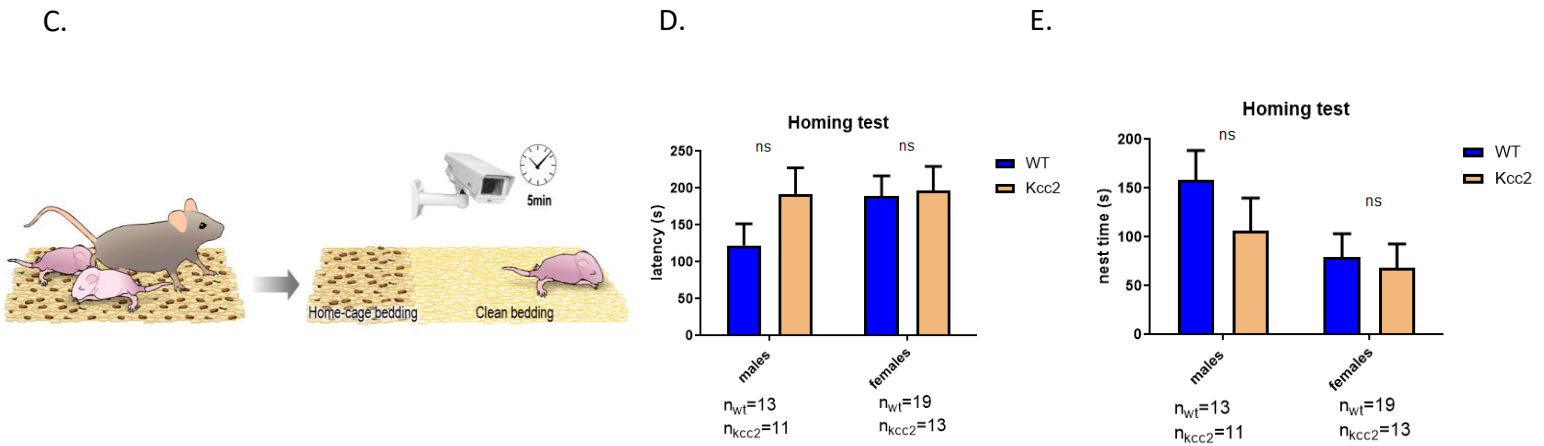 C.
5min
Home-cage bedding
Clean bedding
D.
Homing test
ns
ns
250
200
150
100
50
0
latency (s)
males
females
WT
Kcc2
nwt=13
nkcc2=11
nwt=19
nkcc2=13
E.
Homing test
ns
ns
200
150
100
50
0
nest time (s)
males
females
WT
Kcc2
nwt=13
nkcc2=11
nwt=19
nkcc2=13